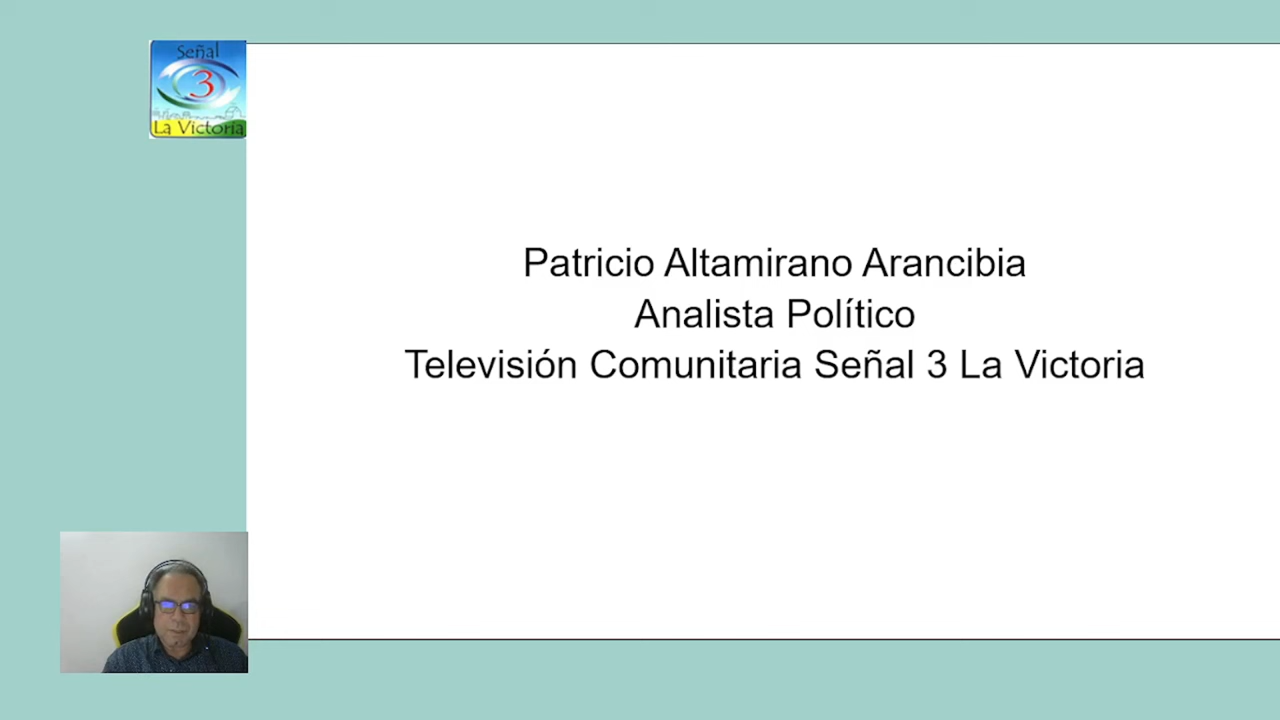 Señal
3
La Victoria
Patricio Altamirano Arancibia
Analista Político
Televisión Comunitaria Señal 3 La Victoria